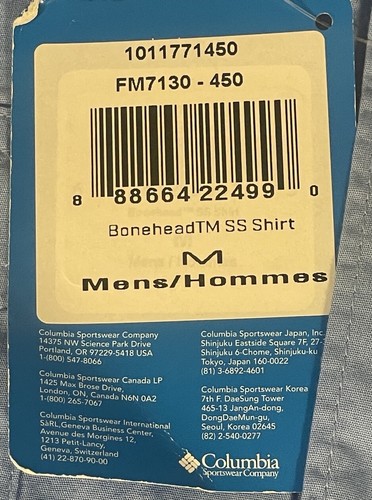 1011771450
FM7130 - 450
8 88664 22499 0
BoneheadTM SS Shirt
M
Mens/Hommes
Columbia Sportswear Company
14375 NW Science Park Drive
Portland, OR 97229-5418 USA
1-(800) 547-8066
Columbia Sportswear Canada LP
1425 Max Brose Drive,
London, ON, Canada N6N 0A2
1-(800) 265-7067
Columbia Sportswear International
SàRL,Geneva Business Center,
Avenue des Morgines 12,
1213 Petit-Lancy,
Geneva, Switzerland
(41) 22-870-90-00
Columbia Sportswear Japan, Inc.
Shinjuku Eastside Square 7F, 27-
Shinjuku 6-Chome, Shinjuku-ku
Tokyo, Japan 160-0022
(81) 3-6892-4601
Columbia Sportswear Korea
7th F. DaeSung Tower
465-13 JangAn-dong,
DongDaeMun-gu,
Seoul, Korea 02645
(82) 2-540-0277
Columbia
Sportswear Company